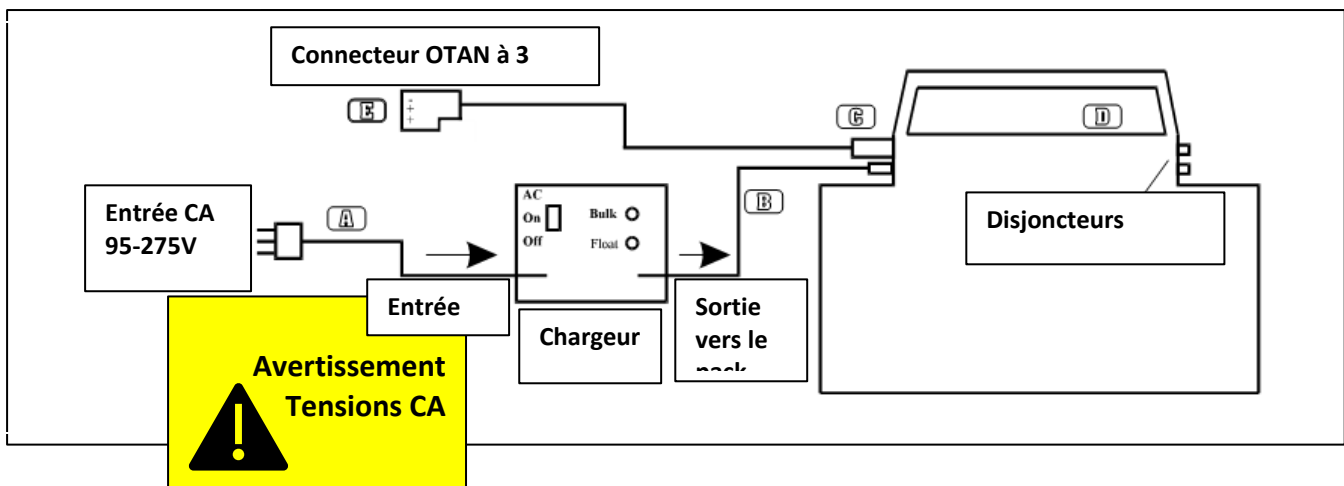 Connecteur OTAN à 3
E
-
+
+
C
D
Entrée CA
95-275V
A
AC
On
Off
Bulk
Float
B
Disjoncteurs
Entrée
Chargeur
Sortie
vers le
pack
Avertissement
Tensions CA